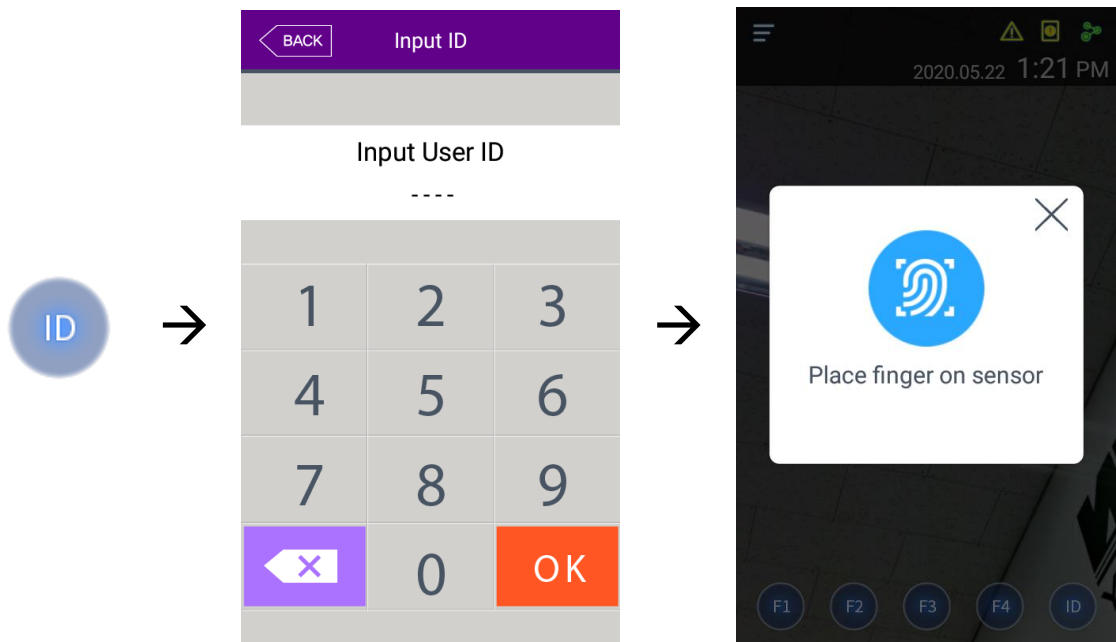 ID
BACK Input ID
Input User ID
----
1 2 3
4 5 6
7 8 9
0 OK
2020.05.22 1:21 PM
Place finger on sensor
F1 F2 F3 F4 ID